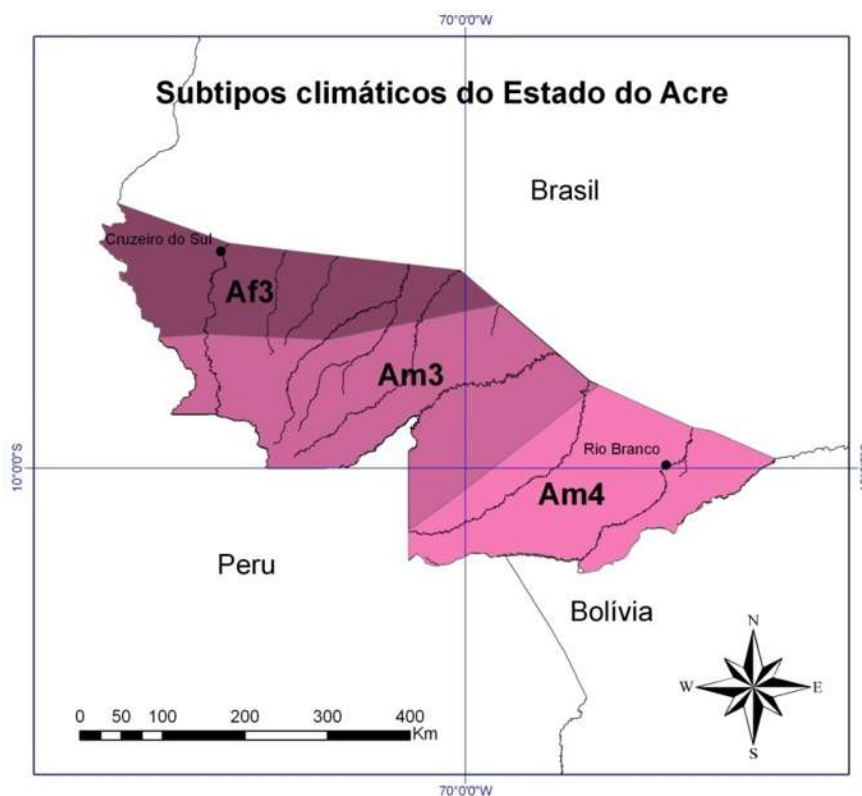 70°0'0"W
Subtipos climáticos do Estado do Acre
Brasil
Cruzeiro do Sul
Af3
Am3
Rio Branco
10°0'0"S
Am4
Peru
Bolívia
N
W E
S
0 50 100 200 300 400
Km
70°0'0"W